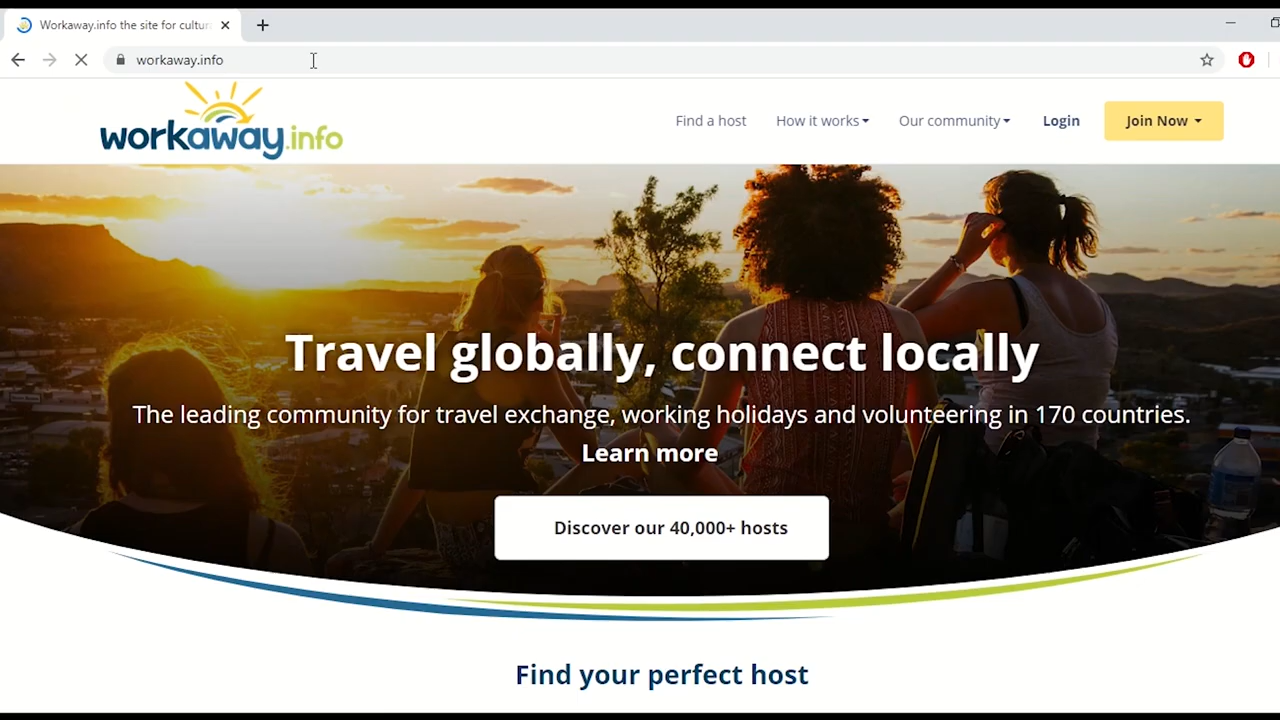 Workaway.info the site for cultur
workaway.info
workaway.info
Find a host
How it works
Our community
Login
Join Now
Travel globally, connect locally
The leading community for travel exchange, working holidays and volunteering in 170 countries.
Learn more
Discover our 40,000+ hosts
Find your perfect host